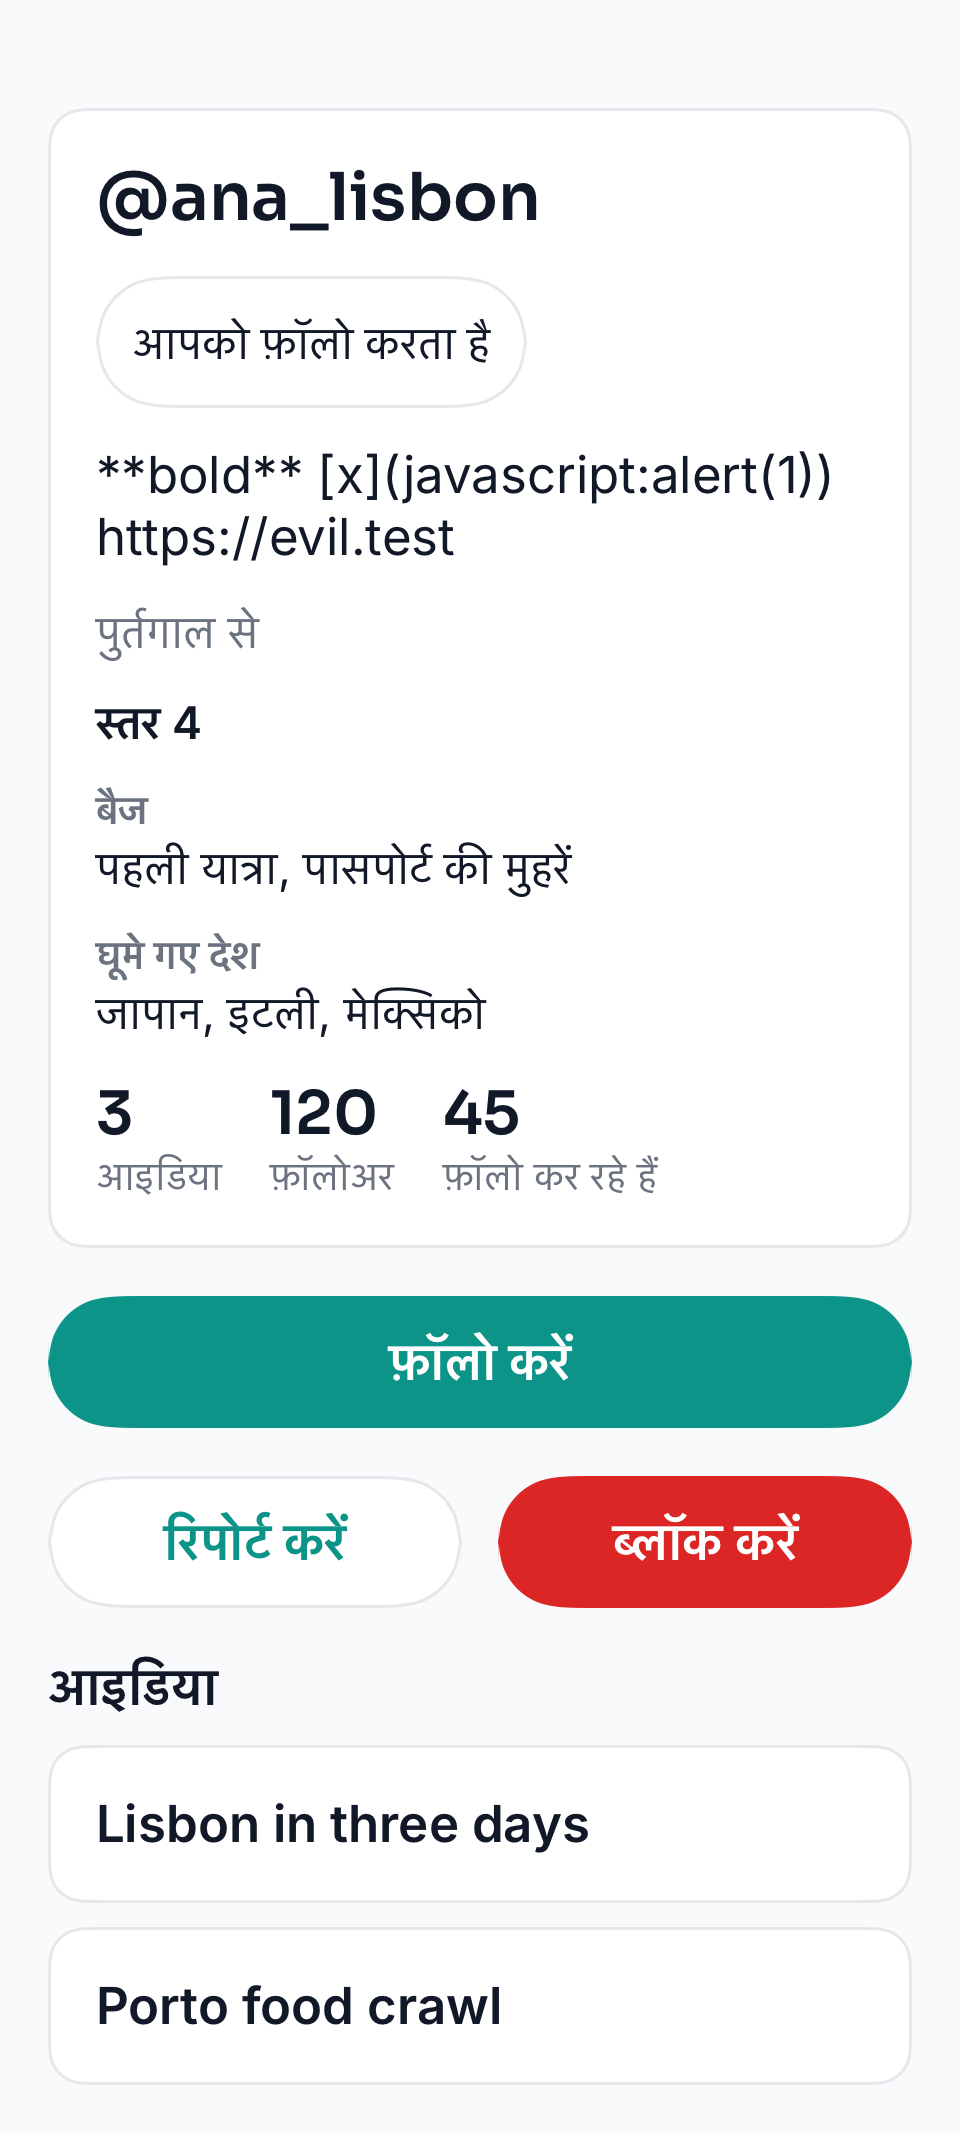 @ana_lisbon
आपको फ़ॉलो करता है
**bold** [x](javascript:alert(1))
https://evil.test
पुर्तगाल से
स्तर 4
बैज
पहली यात्रा, पासपोर्ट की मुहरें
घूमे गए देश
जापान, इटली, मेक्सिको
3 120 45
आइडिया फ़ॉलोअर फ़ॉलो कर रहे हैं
फ़ॉलो करें
रिपोर्ट करें ब्लॉक करें
आइडिया
Lisbon in three days
Porto food crawl